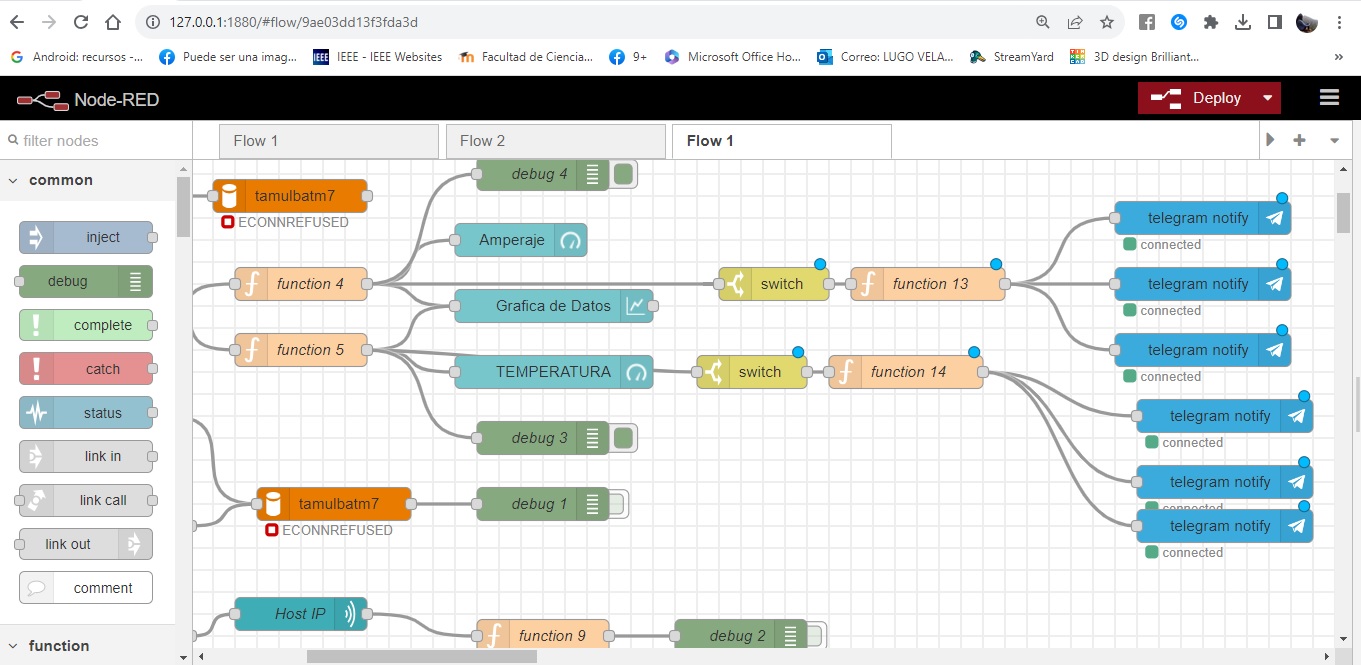 127.0.0.1:1880/#flow/9ae03dd13f3fda3d
Android: recursos -...
Puede ser una imag...
IEEE - IEEE Websites
Facultad de Ciencia...
9+
Microsoft Office Ho...
Correo: LUGO VELA...
StreamYard
3D design Brilliant...
»
Node-RED
Deploy
filter nodes
Flow 1
Flow 2
Flow 1
common
inject
debug
complete
catch
status
link in
link call
link out
comment
function
debug 4
tamulbatm7
ECONNREFUSED
Amperaje
function 4
Grafica de Datos
function 5
TEMPERATURA
debug 3
tamulbatm7
ECONNREFUSED
debug 1
Host IP
function 9
debug 2
switch
function 13
switch
function 14
telegram notify
connected
telegram notify
connected
telegram notify
connected
telegram notify
connected
telegram notify
connected
telegram notify
connected